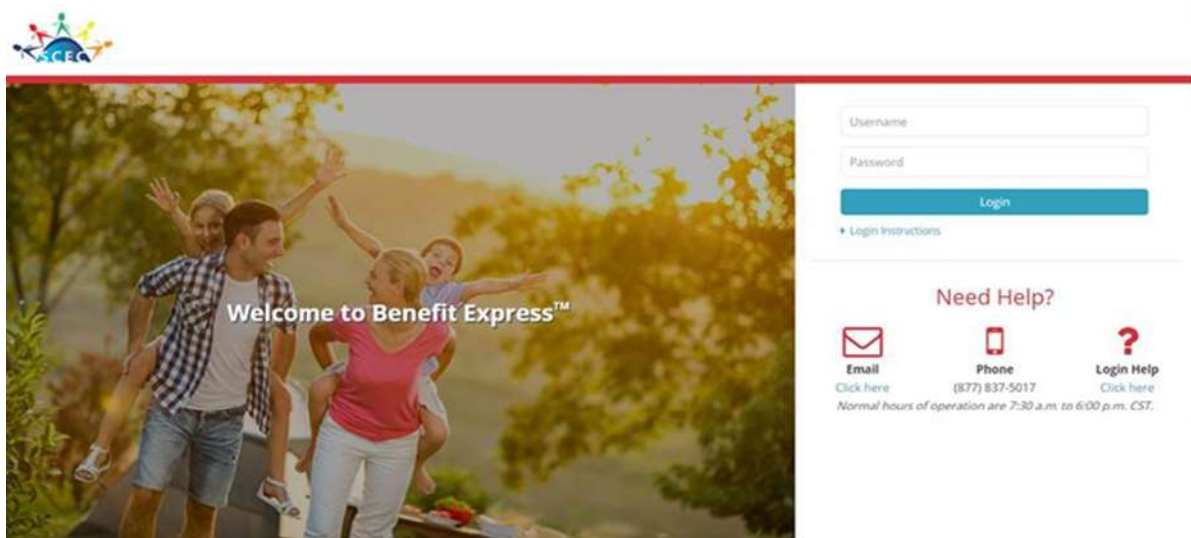 SCEC
Welcome to Benefit Express™
Username
Password
Login
Login Instructions
Need Help?
Email
Phone
Login Help
Click here
(877) 837-5017
Click here
Normal hours of operation are 7:30 a.m. to 6:00 p.m. CST.